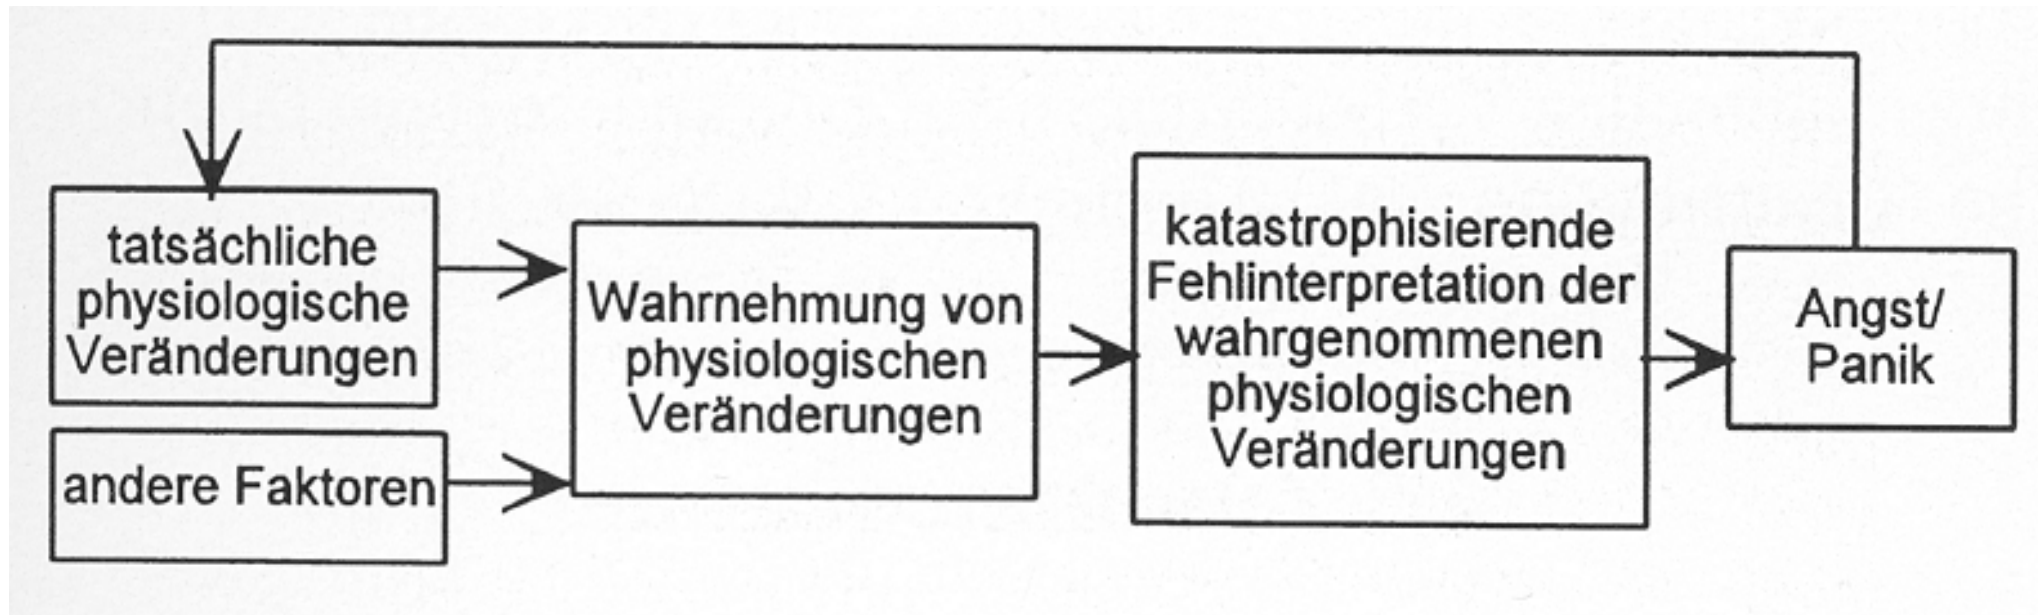 tatsächliche
physiologische
Veränderungen
andere Faktoren
Wahrnehmung von
physiologischen
Veränderungen
katastrophisierende
Fehlinterpretation der
wahrgenommenen
physiologischen
Veränderungen
Angst/
Panik